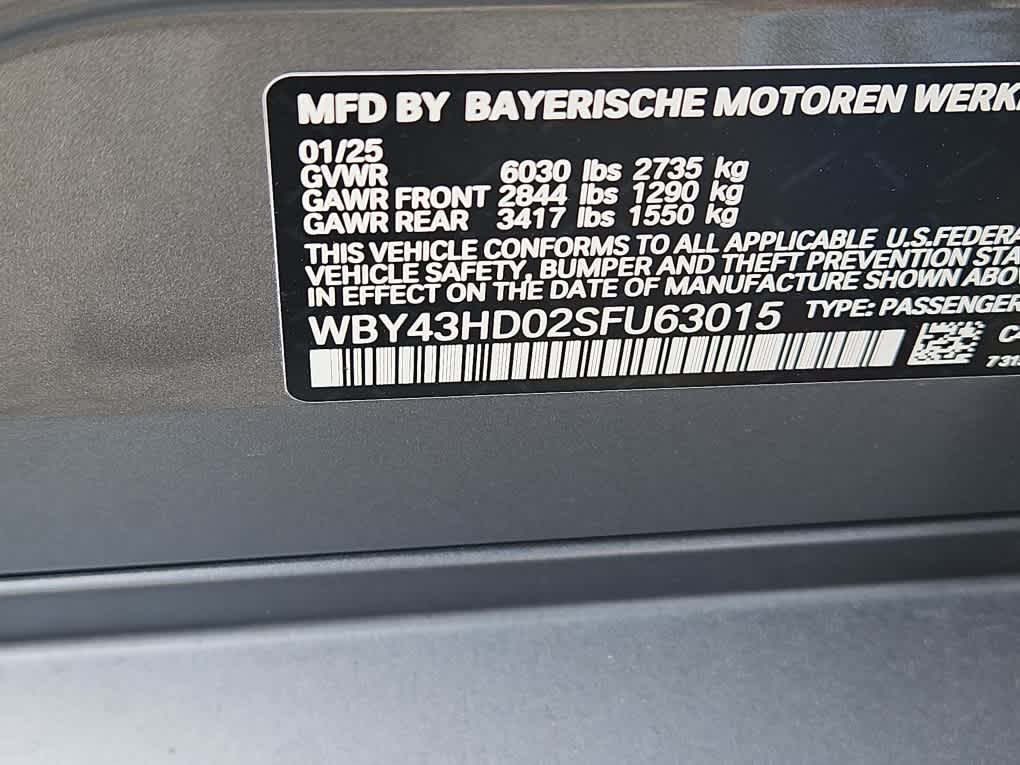 MFD BY BAYERISCHE MOTOREN WERK
01/25
GVWR 6030 lbs 2735 kg
GAWR FRONT 2844 lbs 1290 kg
GAWR REAR 3417 lbs 1550 kg
THIS VEHICLE CONFORMS TO ALL APPLICABLE U.S.FEDERA
VEHICLE SAFETY, BUMPER AND THEFT PREVENTION STA
IN EFFECT ON THE DATE OF MANUFACTURE SHOWN ABO
WBY43HD02SFU63015 TYPE: PASSENGER